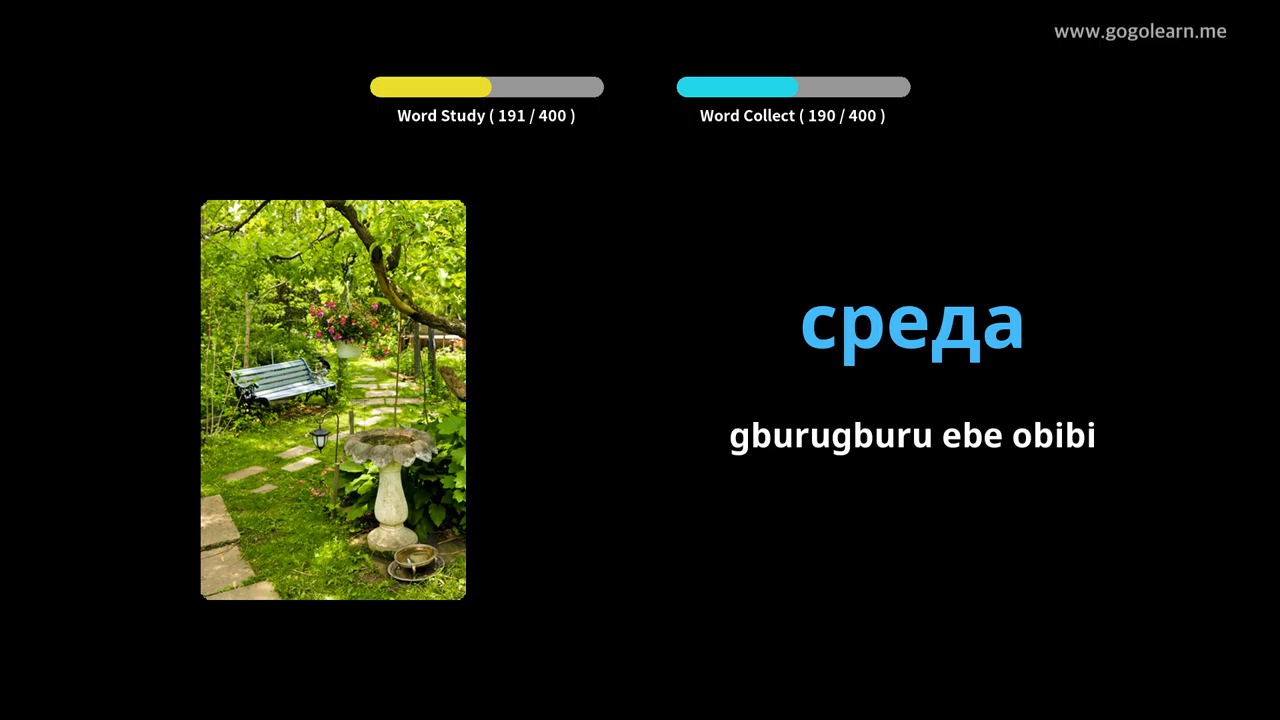 www.gogolearn.me
Word Study ( 191 / 400 )
Word Collect ( 190 / 400 )
среда
gburugburu ebe obibi